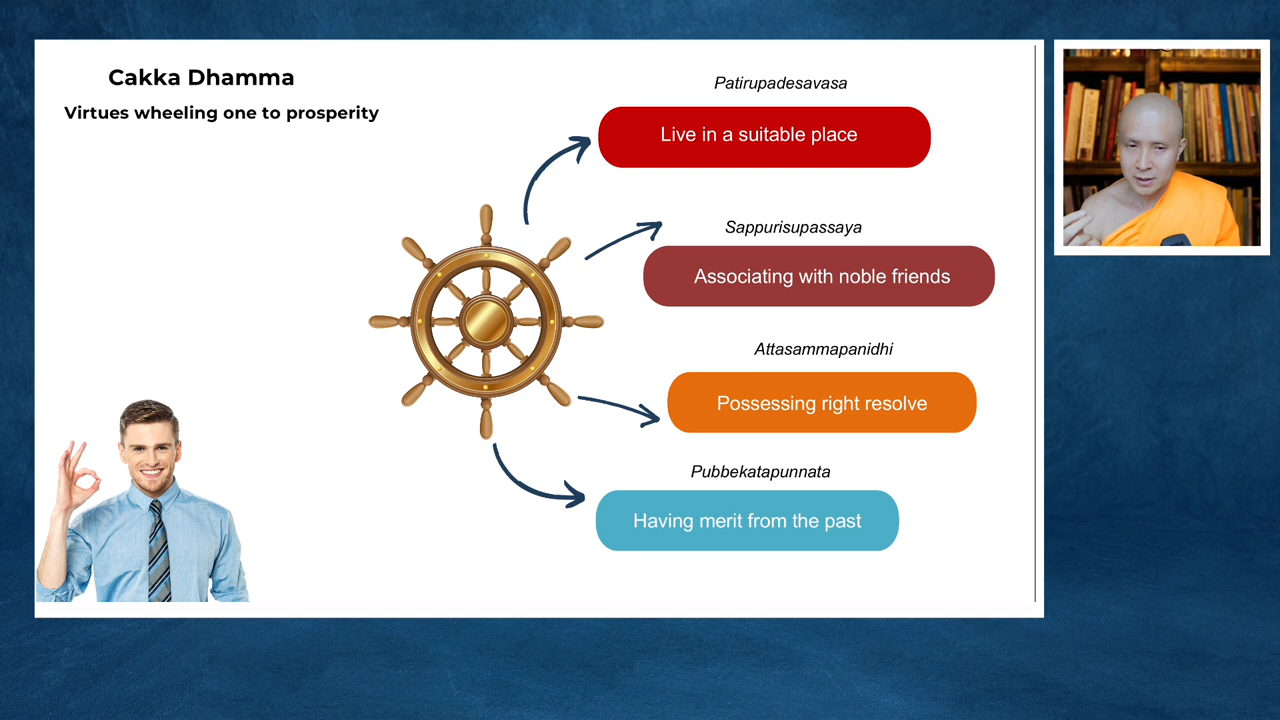 Cakka Dhamma
Virtues wheeling one to prosperity
Patirupadesavasa
Live in a suitable place
Sappurisupassaya
Associating with noble friends
Attasammapanidhi
Possessing right resolve
Pubbekatapunnata
Having merit from the past